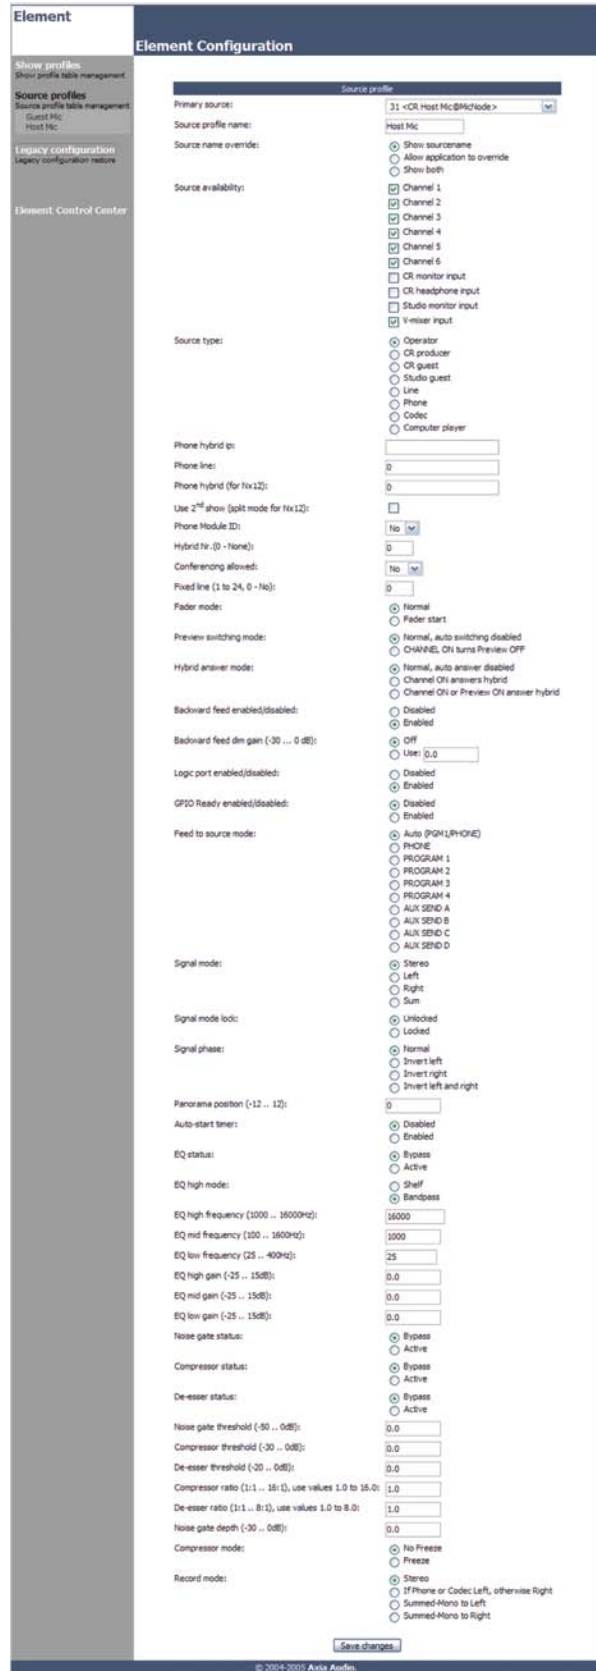 Element
Element Configuration
Show profiles
Show profile table management
Source profiles
Source profile table management
Guest Mic
Host Mic
Legacy configuration
Legacy configuration restore
Element Control Center
Source profile
Primary source: 31 <CR Host Mic@MicNode>
Source profile name: Host Mic
Source name override: Show sourcename
Allow application to override
Show both
Source availability: Channel 1
Channel 2
Channel 3
Channel 4
Channel 5
Channel 6
CR monitor input
CR headphone input
Studio monitor input
V-mixer input
Source type: Operator
CR producer
CR guest
Studio guest
Line
Phone
Codec
Computer player
Phone hybrid ip:
Phone line: 0
Phone hybrid (for Nx12): 0
Use 2nd show (split mode for Nx12):
Phone Module ID: No
Hybrid Nr.(0 - None): 0
Conferencing allowed: No
Fixed line (1 to 24, 0 - No): 0
Fader mode: Normal
Fader start
Preview switching mode: Normal, auto switching disabled
CHANNEL ON turns Preview OFF
Hybrid answer mode: Normal, auto answer disabled
Channel ON answers hybrid
Channel ON or Preview ON answer hybrid
Backward feed enabled/disabled: Disabled
Enabled
Backward feed dim gain (-30 ... 0 dB): Off
Use: 0.0
Logic port enabled/disabled: Disabled
Enabled
GPIO Ready enabled/disabled: Disabled
Enabled
Feed to source mode: Auto (PGM1/PHONE)
PHONE
PROGRAM 1
PROGRAM 2
PROGRAM 3
PROGRAM 4
AUX SEND A
AUX SEND B
AUX SEND C
AUX SEND D
Signal mode: Stereo
Left
Right
Sum
Signal mode lock: Unlocked
Locked
Signal phase: Normal
Invert left
Invert right
Invert left and right
Panorama position (-12 .. 12): 0
Auto-start timer: Disabled
Enabled
EQ status: Bypass
Active
EQ high mode: Shelf
Bandpass
EQ high frequency (1000 .. 16000Hz): 16000
EQ mid frequency (100 .. 1600Hz): 1000
EQ low frequency (25 .. 400Hz): 25
EQ high gain (-25 .. 15dB): 0.0
EQ mid gain (-25 .. 15dB): 0.0
EQ low gain (-25 .. 15dB): 0.0
Noise gate status: Bypass
Active
Compressor status: Bypass
Active
De-esser status: Bypass
Active
Noise gate threshold (-50 .. 0dB): 0.0
Compressor threshold (-30 .. 0dB): 0.0
De-esser threshold (-20 .. 0dB): 0.0
Compressor ratio (1:1 .. 16:1), use values 1.0 to 16.0: 1.0
De-esser ratio (1:1 .. 8:1), use values 1.0 to 8.0: 1.0
Noise gate depth (-30 .. 0dB): 0.0
Compressor mode: No Freeze
Freeze
Record mode: Stereo
If Phone or Codec Left, otherwise Right
Summed-Mono to Left
Summed-Mono to Right
Save changes
© 2004-2005 Axia Audio.